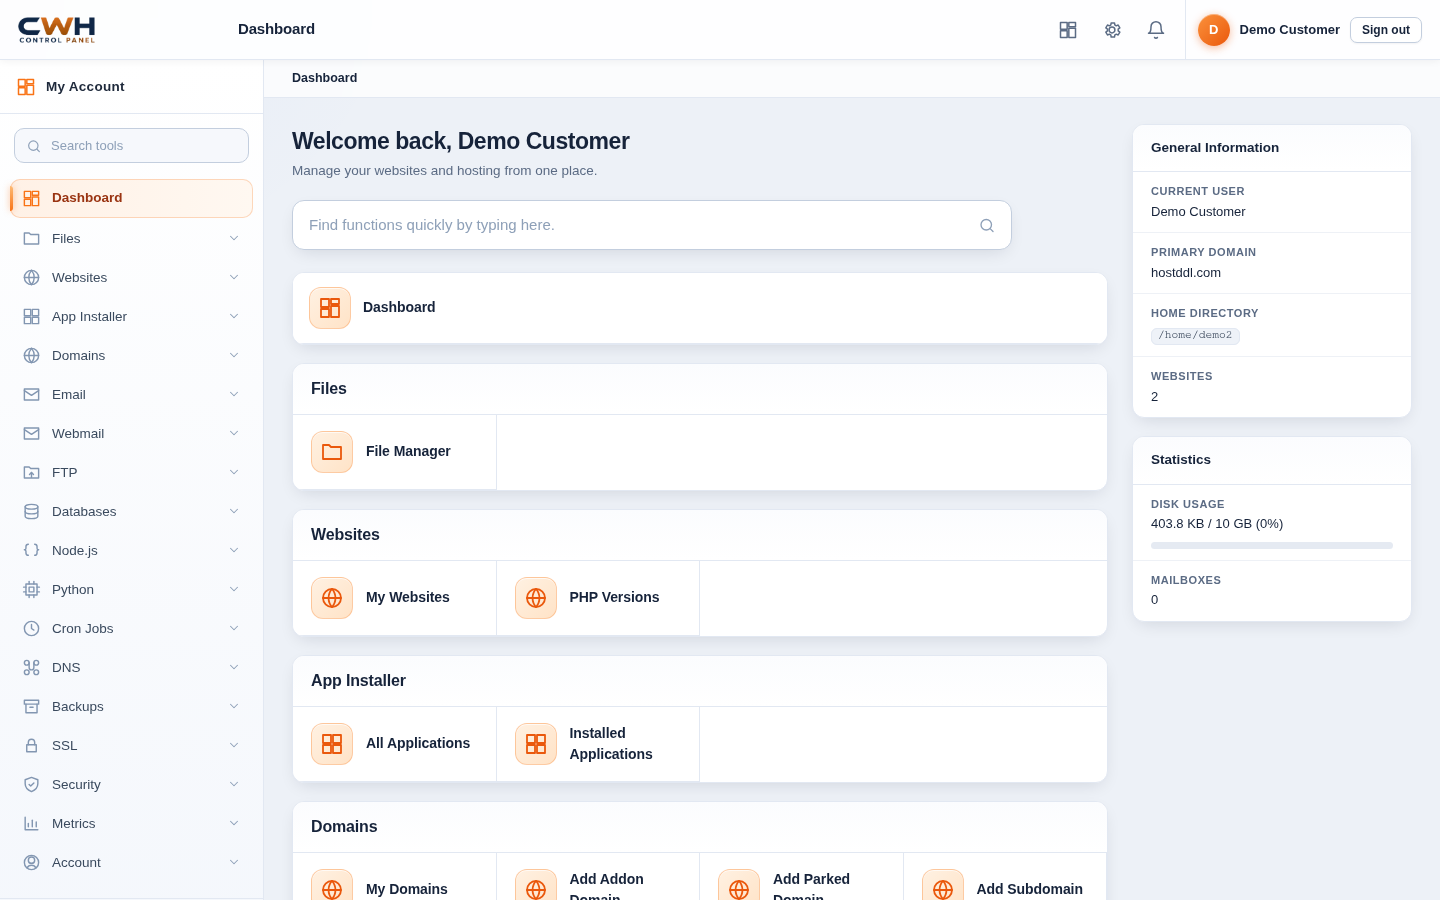 CWH
CONTROL PANEL
Dashboard
D
Demo Customer
Sign out
My Account
Search tools
Dashboard
Files
Websites
App Installer
Domains
Email
Webmail
FTP
Databases
Node.js
Python
Cron Jobs
DNS
Backups
SSL
Security
Metrics
Account
Dashboard
Welcome back, Demo Customer
Manage your websites and hosting from one place.
Find functions quickly by typing here.
Dashboard
Files
File Manager
Websites
My Websites
PHP Versions
App Installer
All Applications
Installed
Applications
Domains
My Domains
Add Addon
Domain
Add Parked
Domain
Add Subdomain
General Information
CURRENT USER
Demo Customer
PRIMARY DOMAIN
hostddl.com
HOME DIRECTORY
/home/demo2
WEBSITES
2
Statistics
DISK USAGE
403.8 KB / 10 GB (0%)
MAILBOXES
0